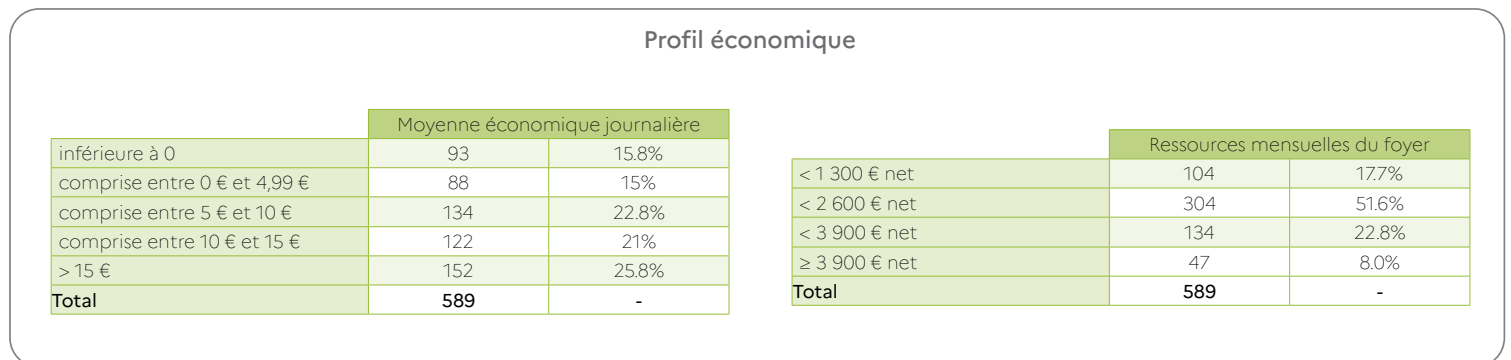 Profil économique
Moyenne économique journalière
inférieure à 0 93 15.8%
comprise entre 0 € et 4,99 € 88 15%
comprise entre 5 € et 10 € 134 22.8%
comprise entre 10 € et 15 € 122 21%
> 15 € 152 25.8%
Total 589 -
Ressources mensuelles du foyer
< 1 300 € net 104 17.7%
< 2 600 € net 304 51.6%
< 3 900 € net 134 22.8%
≥ 3 900 € net 47 8.0%
Total 589 -